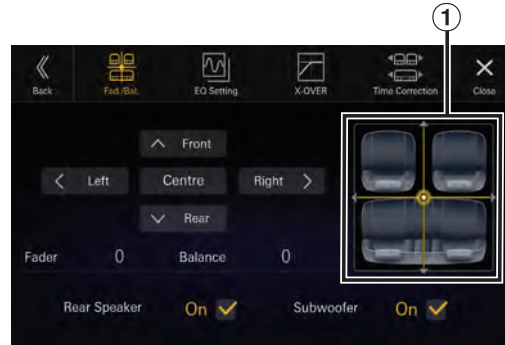 1
Back Fad./Bal. EQ Setting X-OVER Time Correction Close
Front
Left Centre Right
Rear
Fader 0 Balance 0
Rear Speaker On Subwoofer On